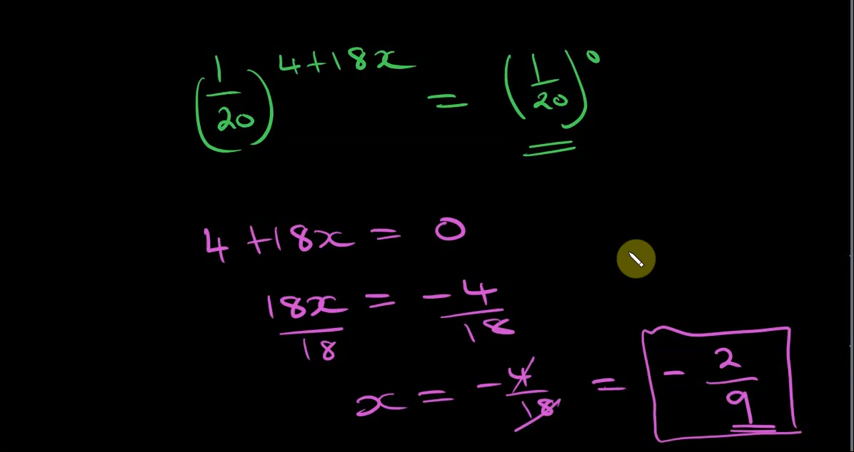 (1/20)^(4+18x) = (1/20)^0
4+18x = 0
18x/18 = -4/18
x = -4/18 = -2/9